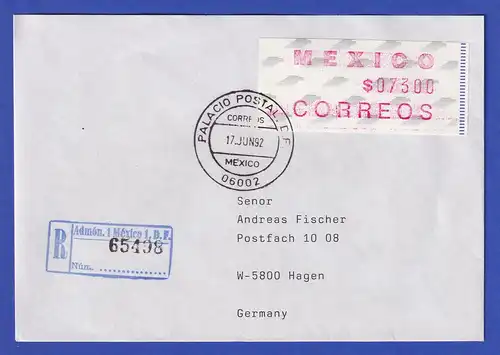 MEXICO
$07300
CORREOS
PALACIO POSTAL, D.F.
CORREOS
17.JUN92
MEXICO
06002
Senor
Andreas Fischer
Postfach 10 08
W-5800 Hagen
Germany
R
Admón. 1 México 1, D. F.
65498
Núm.